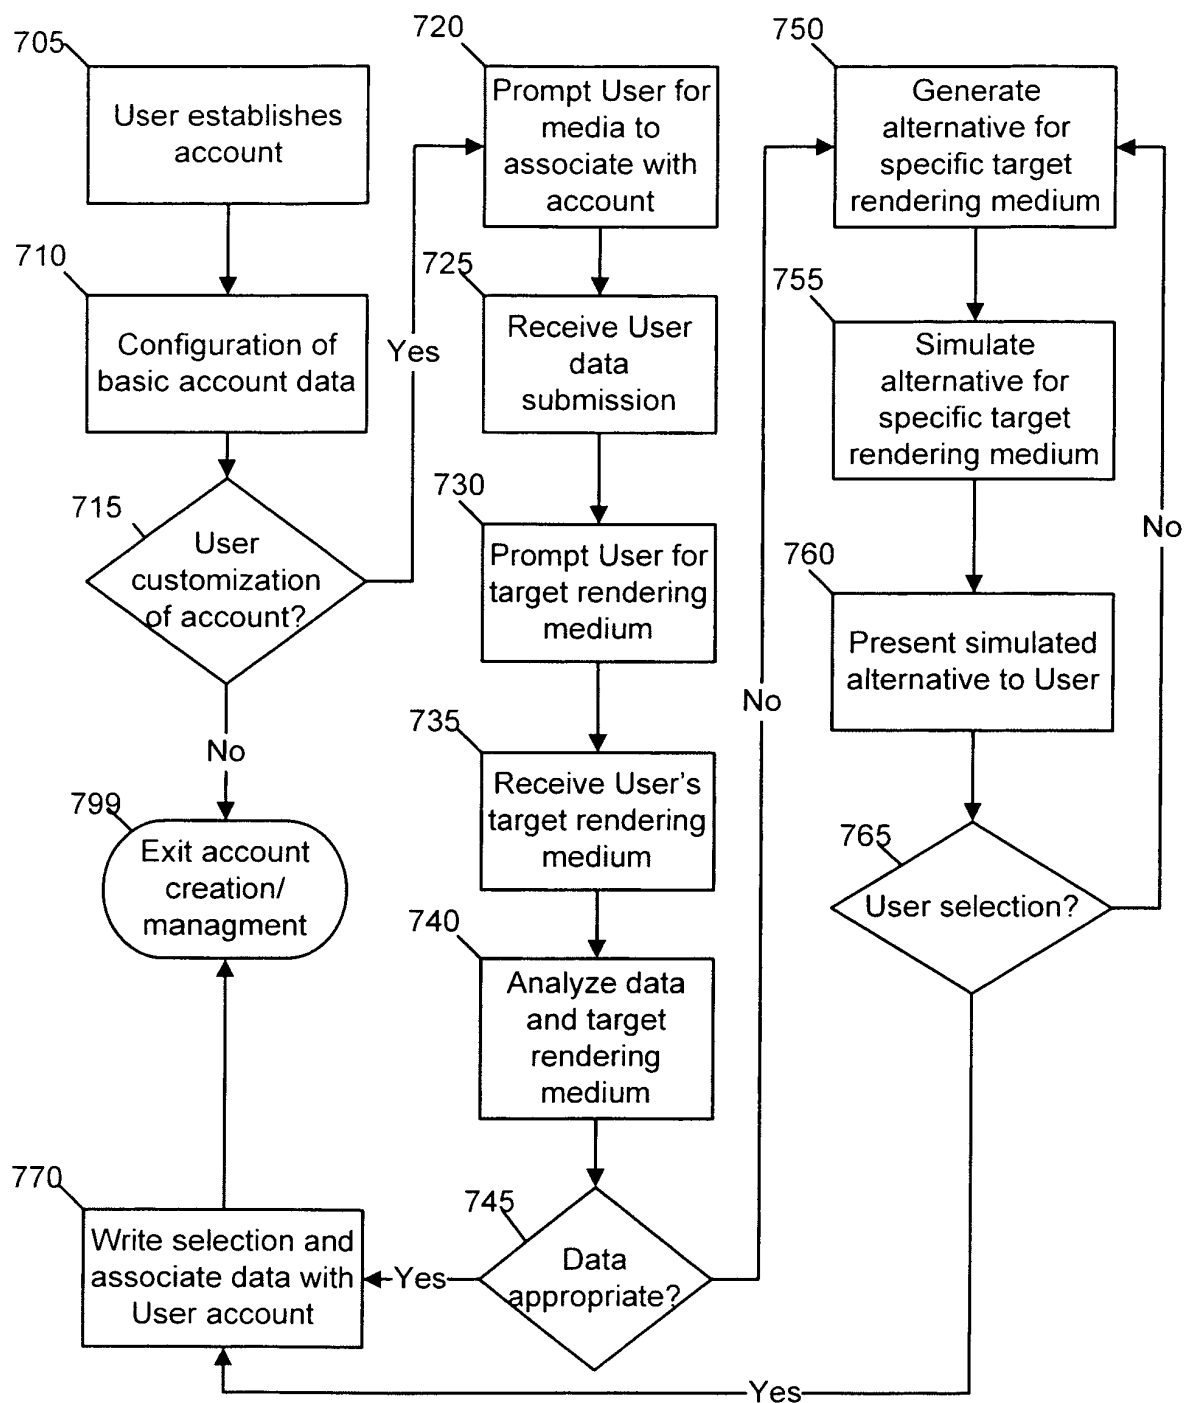 705
User establishes
account
710
Configuration of
basic account data
715
User
customization
of account?
Yes
No
799
Exit account
creation/
managment
770
Write selection and
associate data with
User account
720
Prompt User for
media to
associate with
account
725
Receive User
data
submission
730
Prompt User for
target rendering
medium
735
Receive User's
target rendering
medium
740
Analyze data
and target
rendering
medium
745
Data
appropriate?
Yes
No
750
Generate
alternative for
specific target
rendering medium
755
Simulate
alternative for
specific target
rendering medium
760
Present simulated
alternative to User
765
User selection?
No
Yes